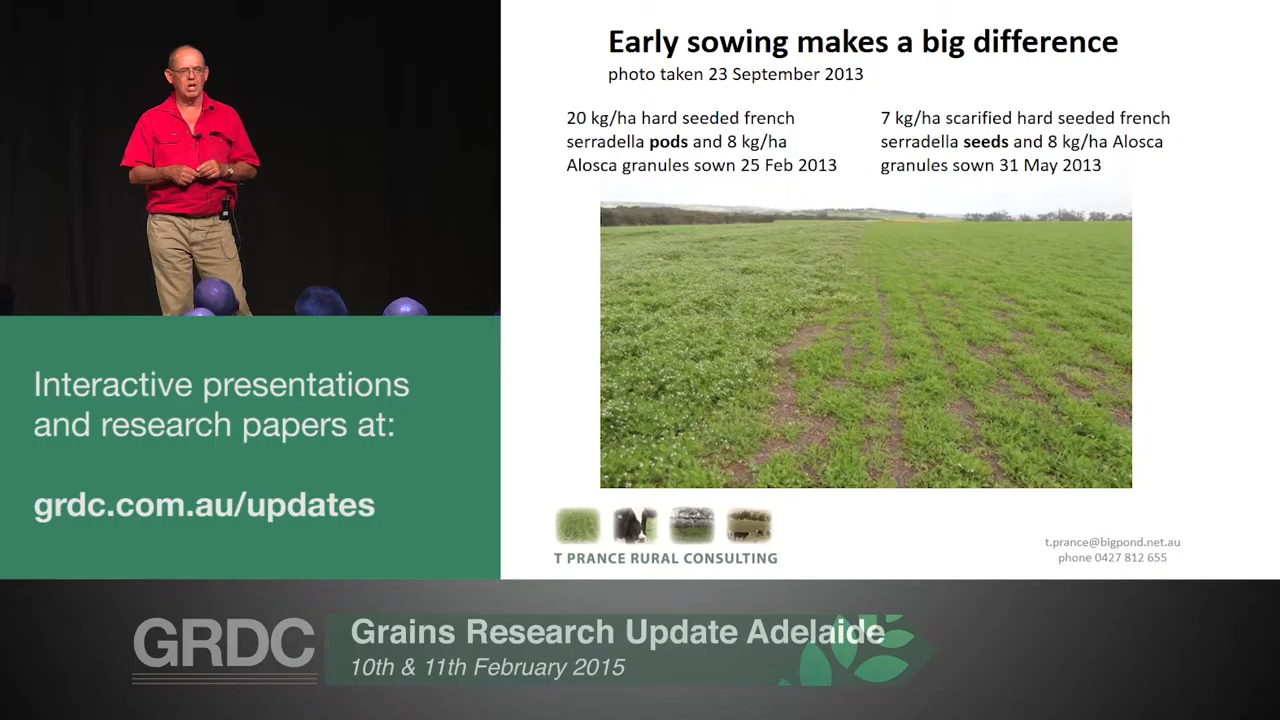 Early sowing makes a big difference
photo taken 23 September 2013
20 kg/ha hard seeded french
serradella pods and 8 kg/ha
Alosca granules sown 25 Feb 2013
7 kg/ha scarified hard seeded french
serradella seeds and 8 kg/ha Alosca
granules sown 31 May 2013
Interactive presentations
and research papers at:
grdc.com.au/updates
T PRANCE RURAL CONSULTING
t.prance@bigpond.net.au
phone 0427 812 655
GRDC
Grains Research Update Adelaide
10th & 11th February 2015